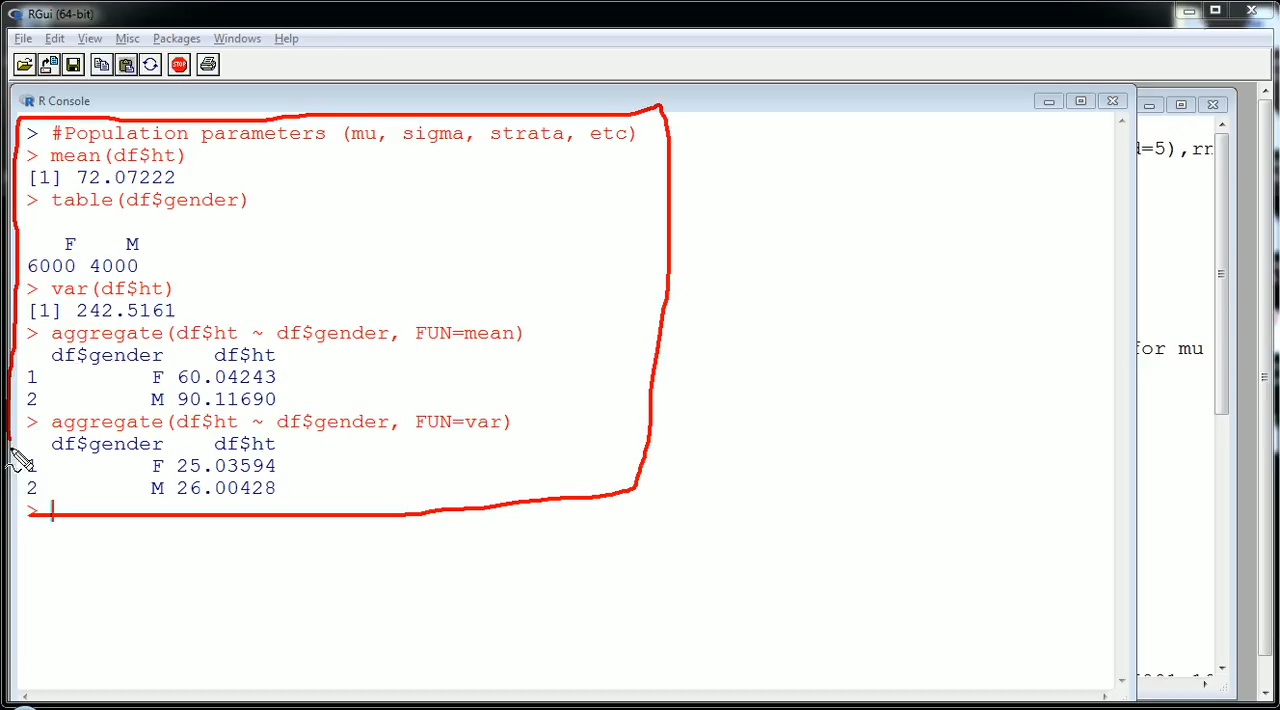 RGui (64-bit)
File Edit View Misc Packages Windows Help
STOP
R Console
> #Population parameters (mu, sigma, strata, etc)
> mean(df$ht)
[1] 72.07222
> table(df$gender)
F M
6000 4000
> var(df$ht)
[1] 242.5161
> aggregate(df$ht ~ df$gender, FUN=mean)
df$gender df$ht
1 F 60.04243
2 M 90.11690
> aggregate(df$ht ~ df$gender, FUN=var)
df$gender df$ht
1 F 25.03594
2 M 26.00428
>
=5),rn
for mu